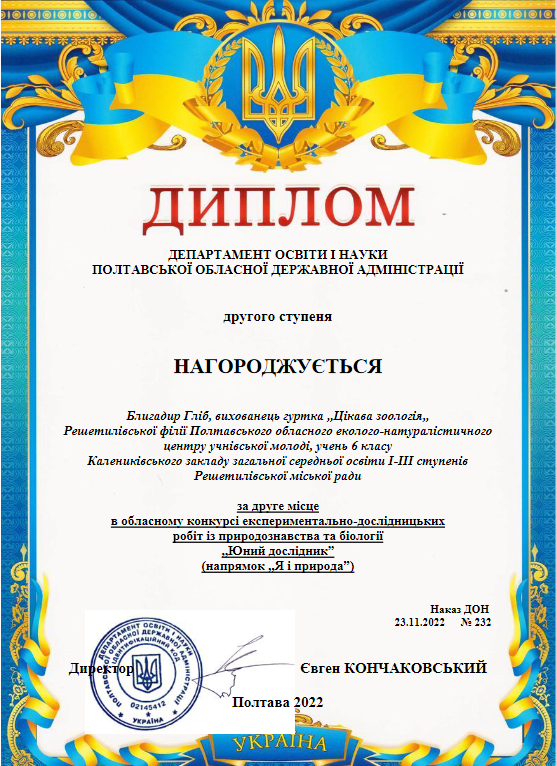 ДИПЛОМ
ДЕПАРТАМЕНТ ОСВІТИ І НАУКИ
ПОЛТАВСЬКОЇ ОБЛАСНОЇ ДЕРЖАВНОЇ АДМІНІСТРАЦІЇ
другого ступеня
НАГОРОДЖУЄТЬСЯ
Блигадир Гліб, вихованець гуртка ,,Цікава зоологія,,
Решетилівської філії Полтавського обласного еколого-натуралістичного
центру учнівської молоді, учень 6 класу
Калениківського закладу загальної середньої освіти І-ІІІ ступенів
Решетилівської міської ради
за друге місце
в обласному конкурсі експериментально-дослідницьких
робіт із природознавства та біології
,,Юний дослідник”
(напрямок ,,Я і природа”)
Наказ ДОН
23.11.2022 № 232
ДЕПАРТАМЕНТ ОСВІТИ І НАУКИ
ПОЛТАВСЬКОЇ ОБЛАСНОЇ ДЕРЖАВНОЇ АДМІНІСТРАЦІЇ
ІДЕНТИФІКАЦІЙНИЙ КОД
02145412
УКРАЇНА
Директор Євген КОНЧАКОВСЬКИЙ
Полтава 2022
УКРАЇНА